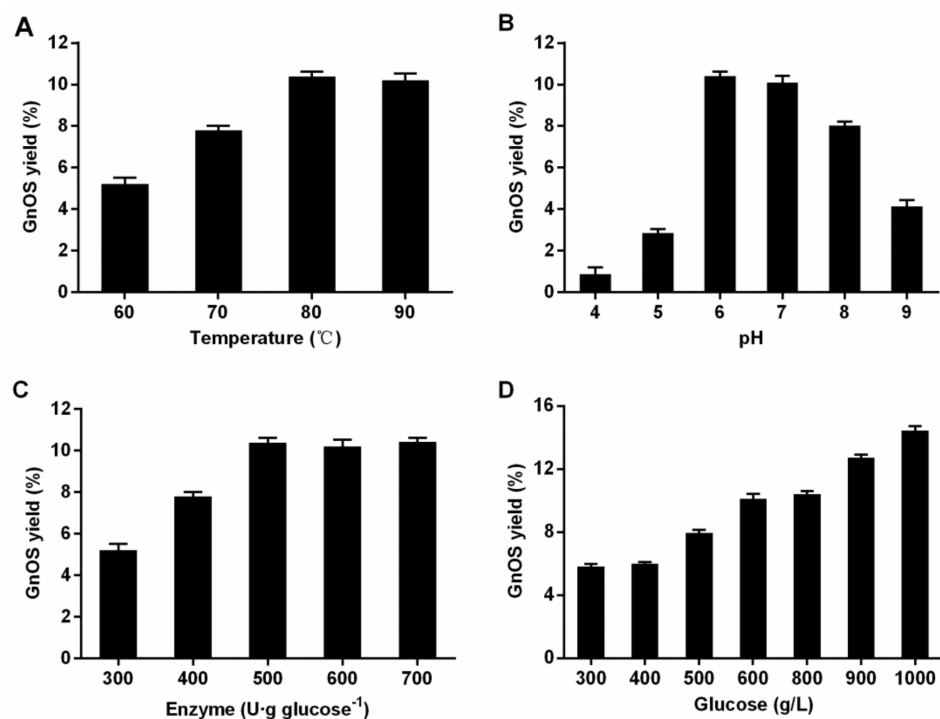 A
GnOS yield (%)
12
10
8
6
4
2
0
60 70 80 90
Temperature (℃)
B
GnOS yield (%)
12
10
8
6
4
2
0
4 5 6 7 8 9
pH
C
GnOS yield (%)
12
10
8
6
4
2
0
300 400 500 600 700
Enzyme (U·g glucose⁻¹)
D
GnOS yield (%)
16
12
8
4
0
300 400 500 600 800 900 1000
Glucose (g/L)